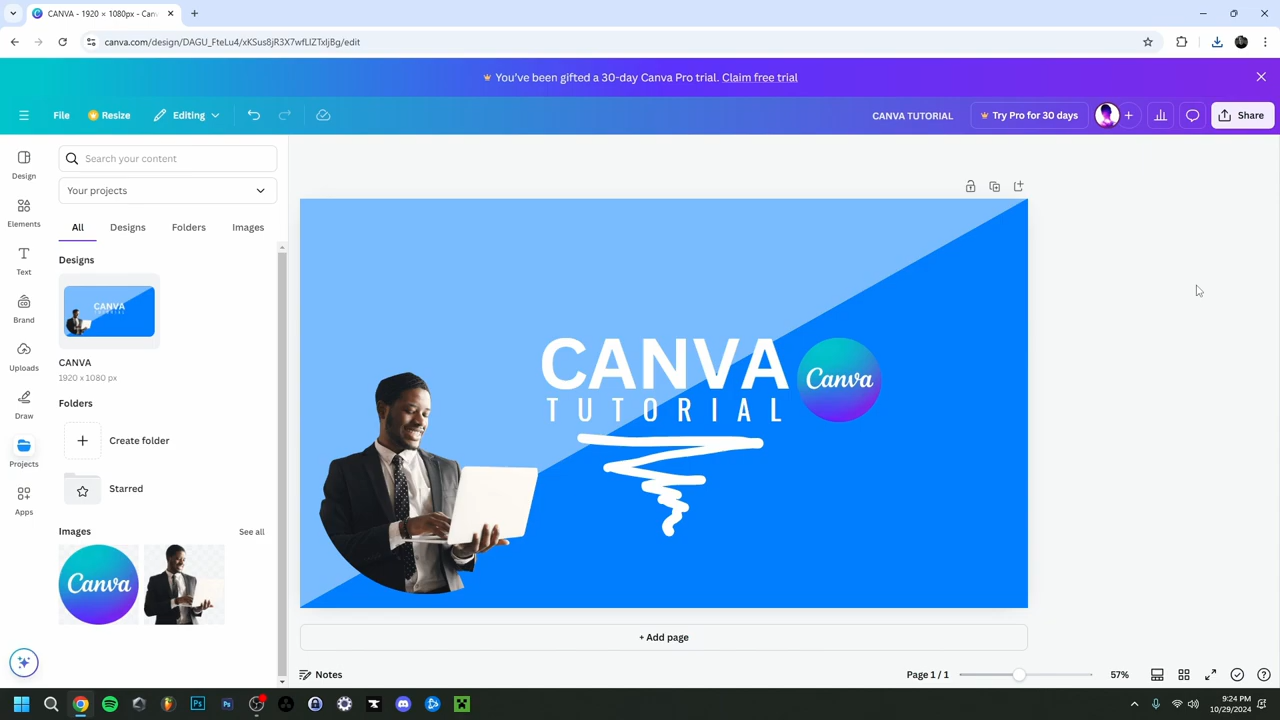 CANVA - 1920 × 1080px - Can
canva.com/design/DAGU_FteLu4/xKSus8jR3X7wfLIZTxIjBg/edit
You've been gifted a 30-day Canva Pro trial. Claim free trial
File
Resize
Editing
CANVA TUTORIAL
Try Pro for 30 days
Share
Design
Elements
Text
Brand
Uploads
Draw
Projects
Apps
Search your content
Your projects
All
Designs
Folders
Images
Designs
CANVA
TUTORIAL
CANVA
1920 x 1080 px
Folders
Create folder
Starred
Images
See all
Canva
CANVA
TUTORIAL
Canva
+ Add page
Notes
Page 1 / 1
57%
Ps
Ps
9:24 PM
10/29/2024